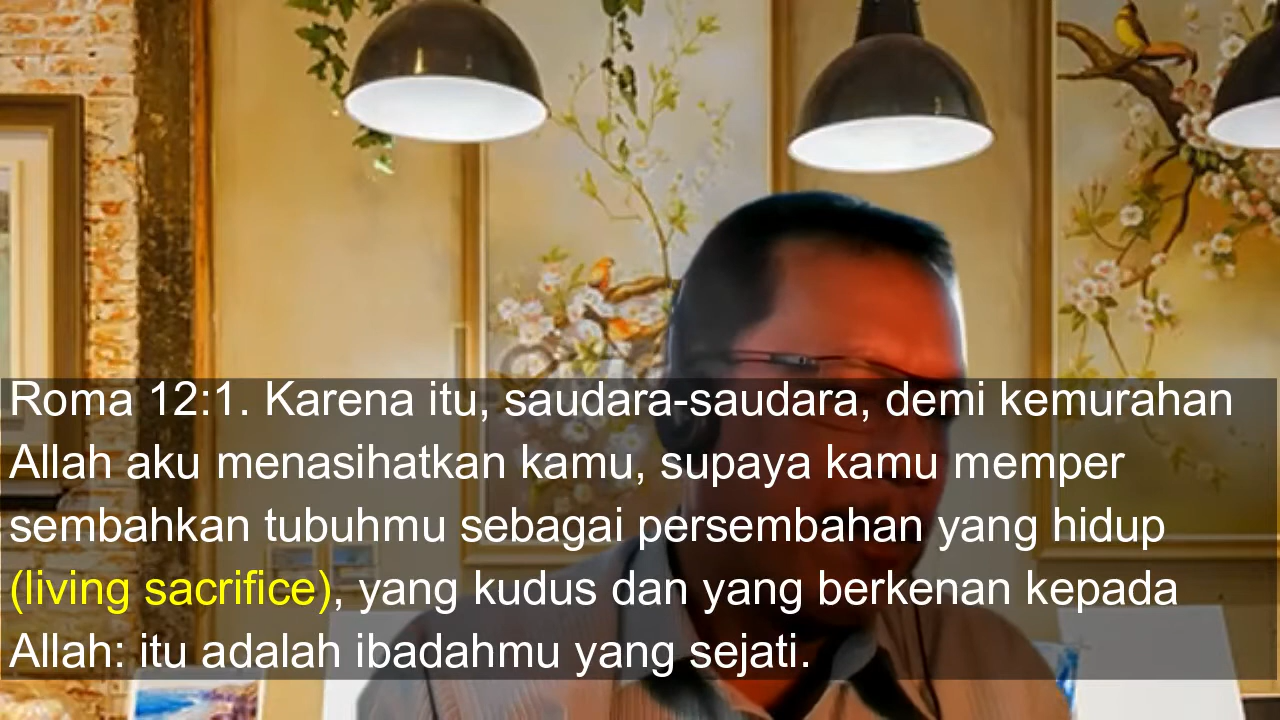 Roma 12:1. Karena itu, saudara-saudara, demi kemurahan
Allah aku menasihatkan kamu, supaya kamu memper
sembahkan tubuhmu sebagai persembahan yang hidup
(living sacrifice), yang kudus dan yang berkenan kepada
Allah: itu adalah ibadahmu yang sejati.